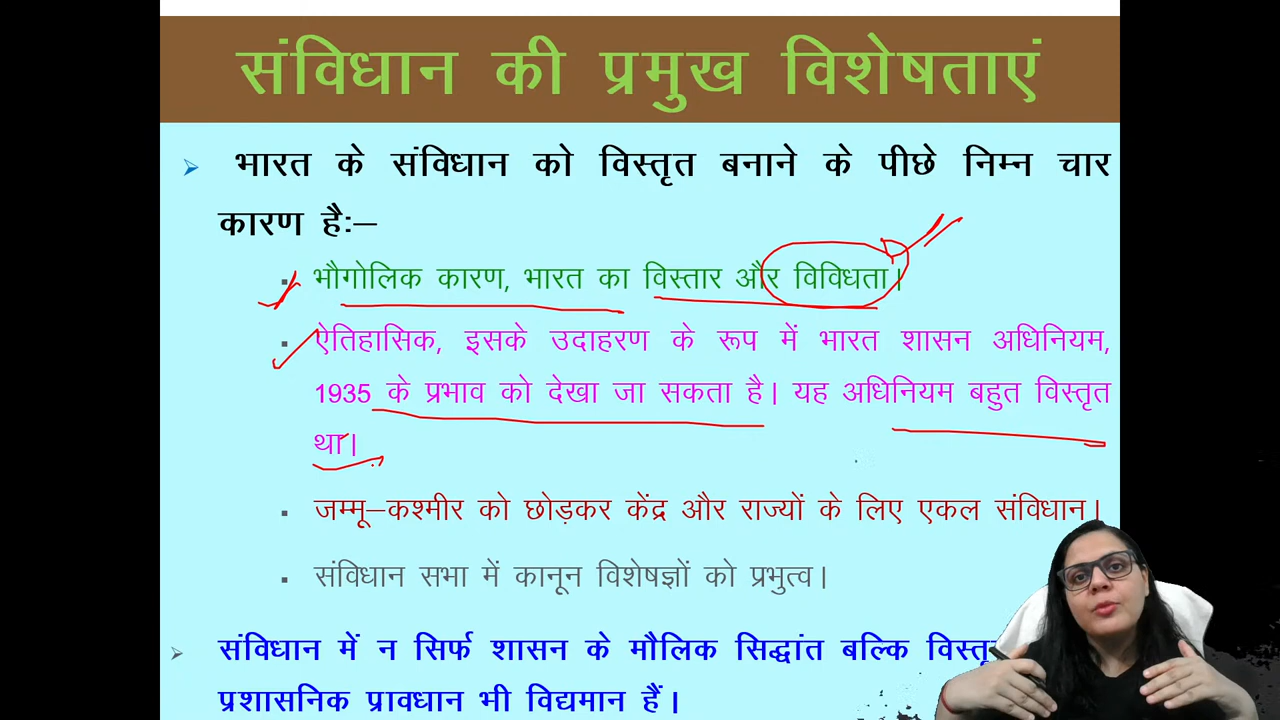 संविधान की प्रमुख विशेषताएं
भारत के संविधान को विस्तृत बनाने के पीछे निम्न चार
कारण हैः—
भौगोलिक कारण, भारत का विस्तार और विविधता।
ऐतिहासिक, इसके उदाहरण के रूप में भारत शासन अधिनियम,
1935 के प्रभाव को देखा जा सकता है। यह अधिनियम बहुत विस्तृत
था।
जम्मू—कश्मीर को छोड़कर केंद्र और राज्यों के लिए एकल संविधान।
संविधान सभा में कानून विशेषज्ञों को प्रभुत्व।
संविधान में न सिर्फ शासन के मौलिक सिद्धांत बल्कि
प्रशासनिक प्रावधान भी विद्यमान हैं।